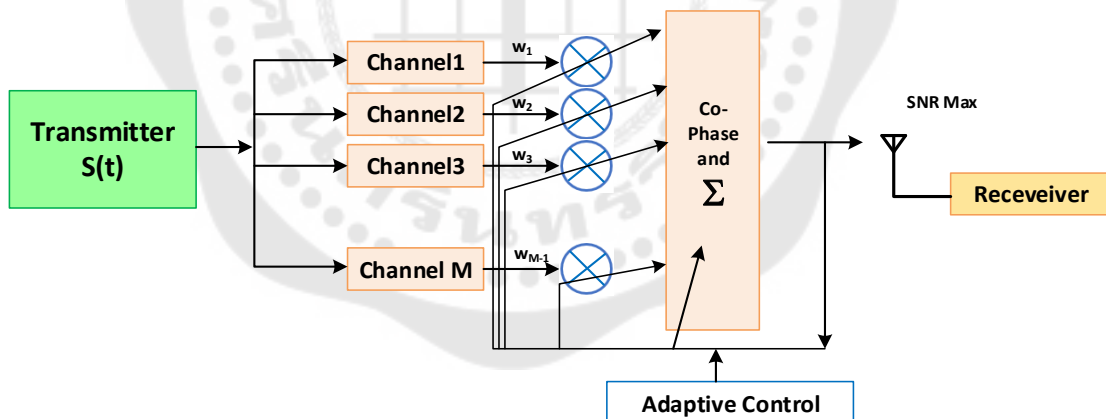 Transmitter
S(t)
Channel1
Channel2
Channel3
Channel M
w1
w2
w3
wM-1
Co-
Phase
and
Σ
SNR Max
Receveiver
Adaptive Control